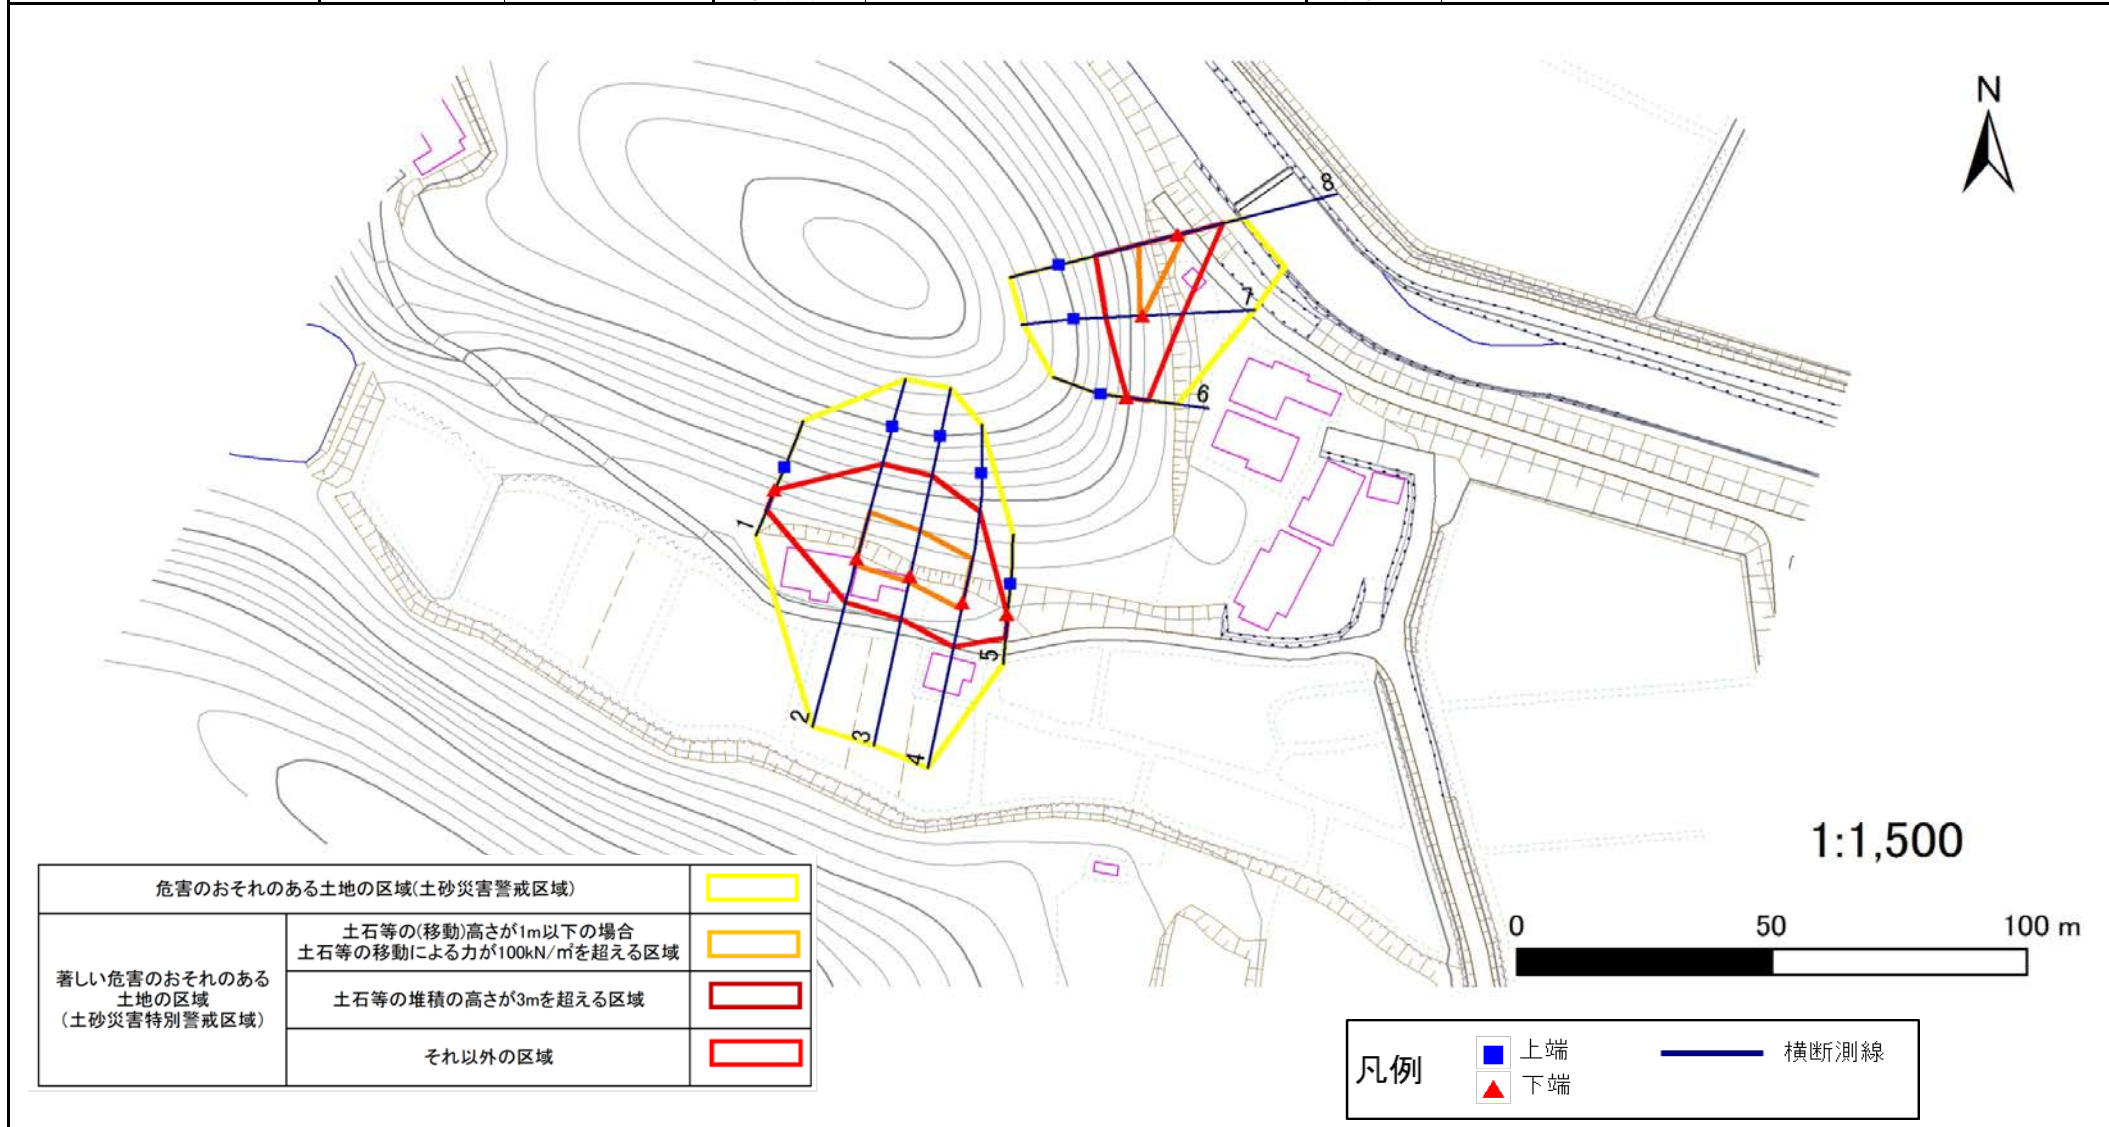 N
8
7
6
1
5
2
3
4
1:1,500
0 50 100 m
危害のおそれのある土地の区域(土砂災害警戒区域)
著しい危害のおそれのある
土地の区域
(土砂災害特別警戒区域)
土石等の(移動)高さが1m以下の場合
土石等の移動による力が100kN/㎡を超える区域
土石等の堆積の高さが3mを超える区域
それ以外の区域
凡例
上端
下端
横断測線